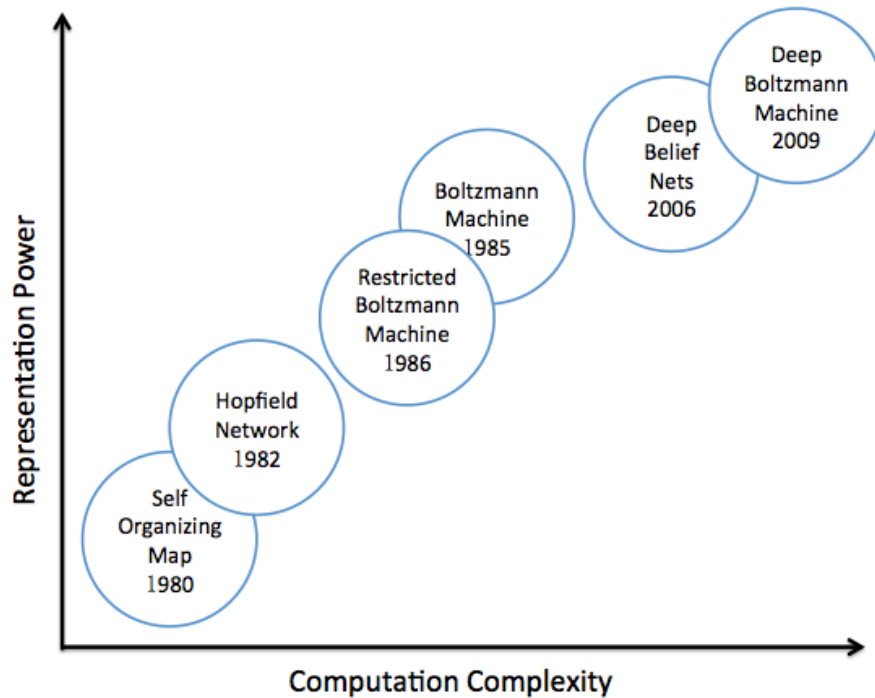 Deep
Boltzmann
Machine
2009
Deep
Belief
Nets
2006
Boltzmann
Machine
1985
Restricted
Boltzmann
Machine
1986
Hopfield
Network
1982
Self
Organizing
Map
1980
Representation Power
Computation Complexity